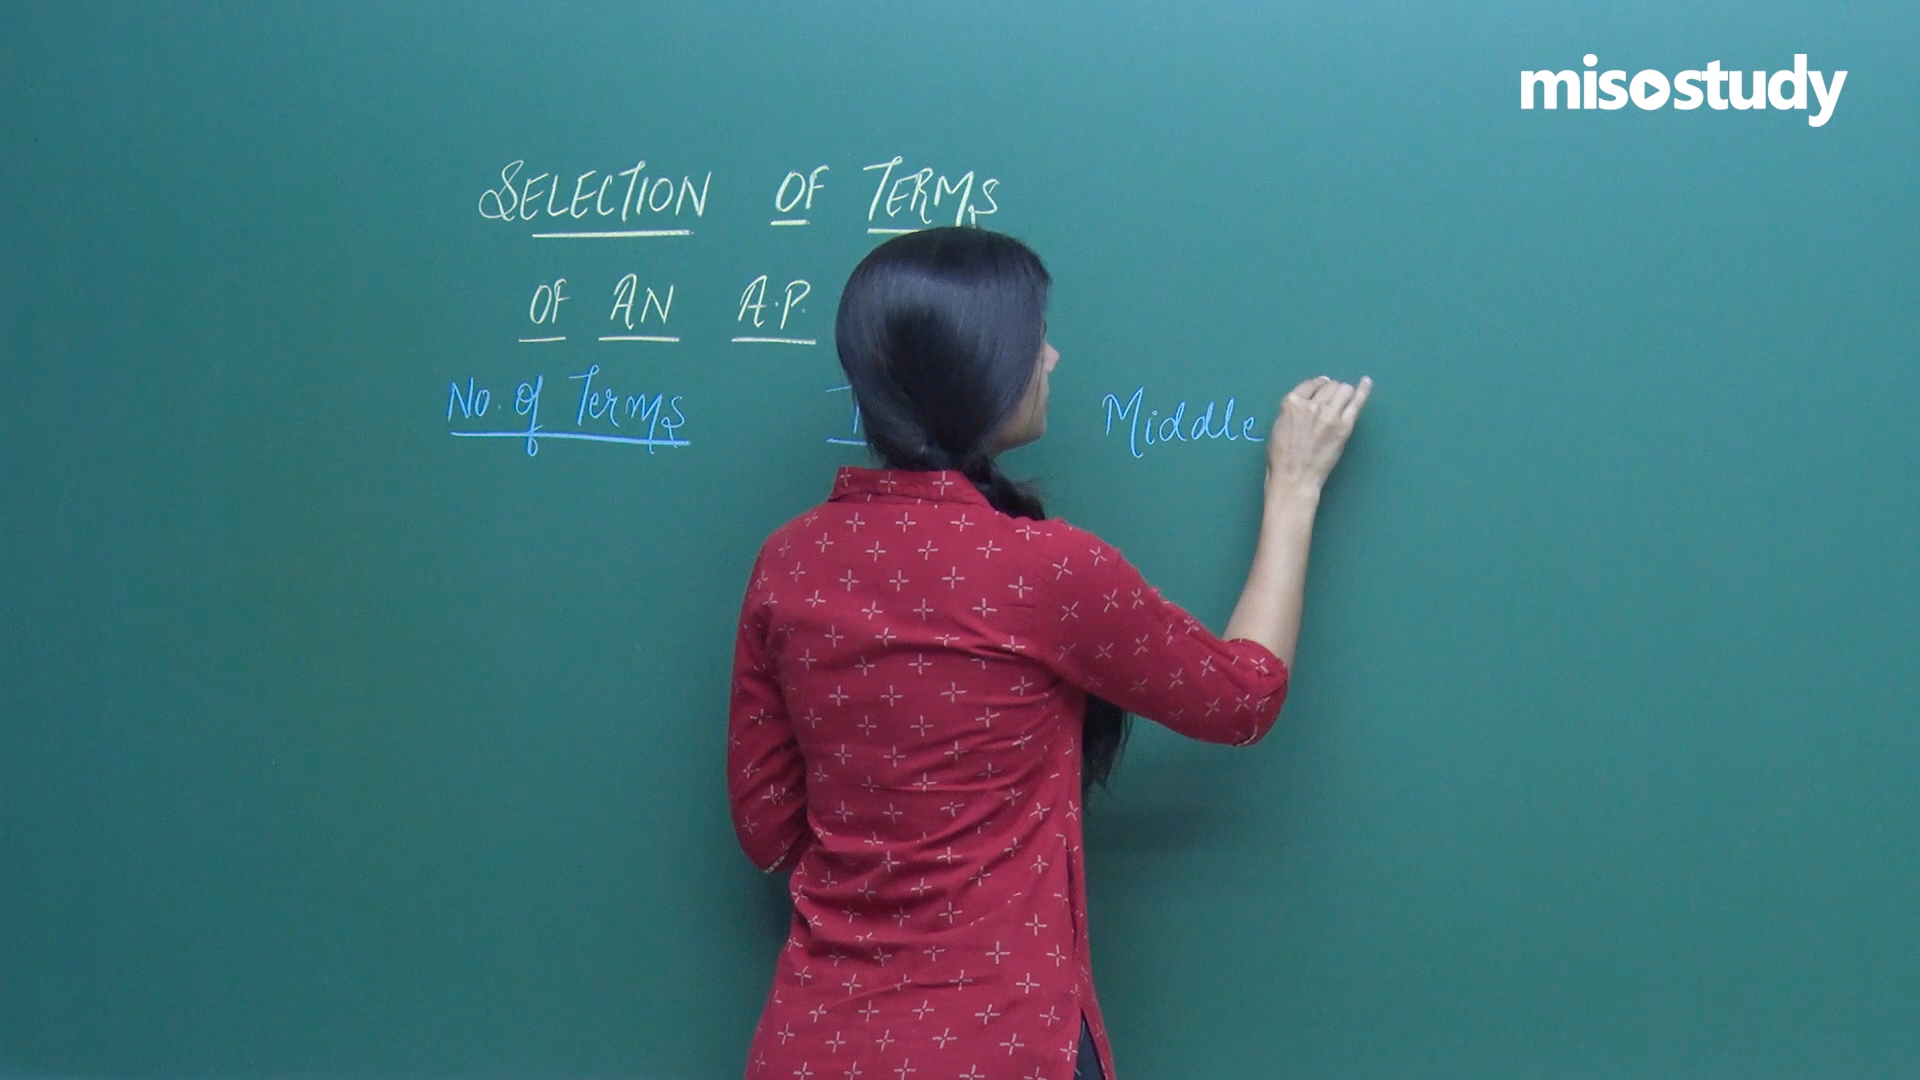 misostudy
SELECTION OF TERMS
OF AN A.P.
No. of Terms Middle